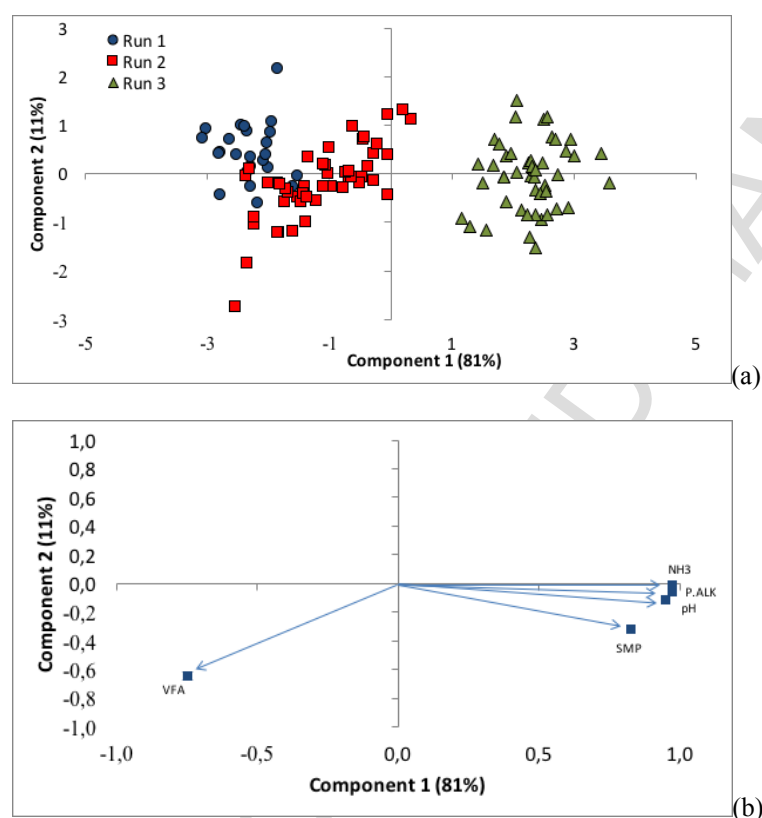 3
2
1
0
-1
-2
-3
Component 2 (11%)
Run 1
Run 2
Run 3
-5
-3
-1
1
3
5
Component 1 (81%)
(a)
1,0
0,8
0,6
0,4
0,2
0,0
-0,2
-0,4
-0,6
-0,8
-1,0
Component 2 (11%)
NH3
P.ALK
pH
SMP
VFA
-1,0
-0,5
0,0
0,5
1,0
Component 1 (81%)
(b)